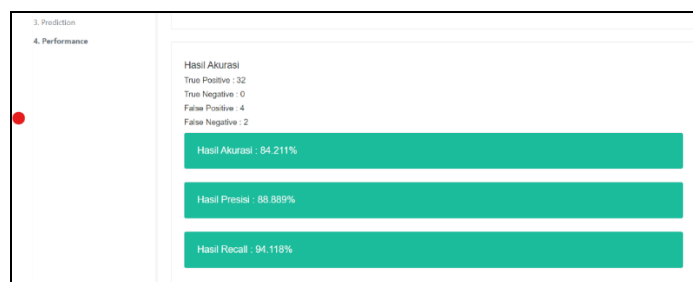 3. Prediction
4. Performance
Hasil Akurasi
True Positive : 32
True Negative : 0
False Positive : 4
False Negative : 2
Hasil Akurasi : 84.211%
Hasil Presisi : 88.889%
Hasil Recall : 94.118%